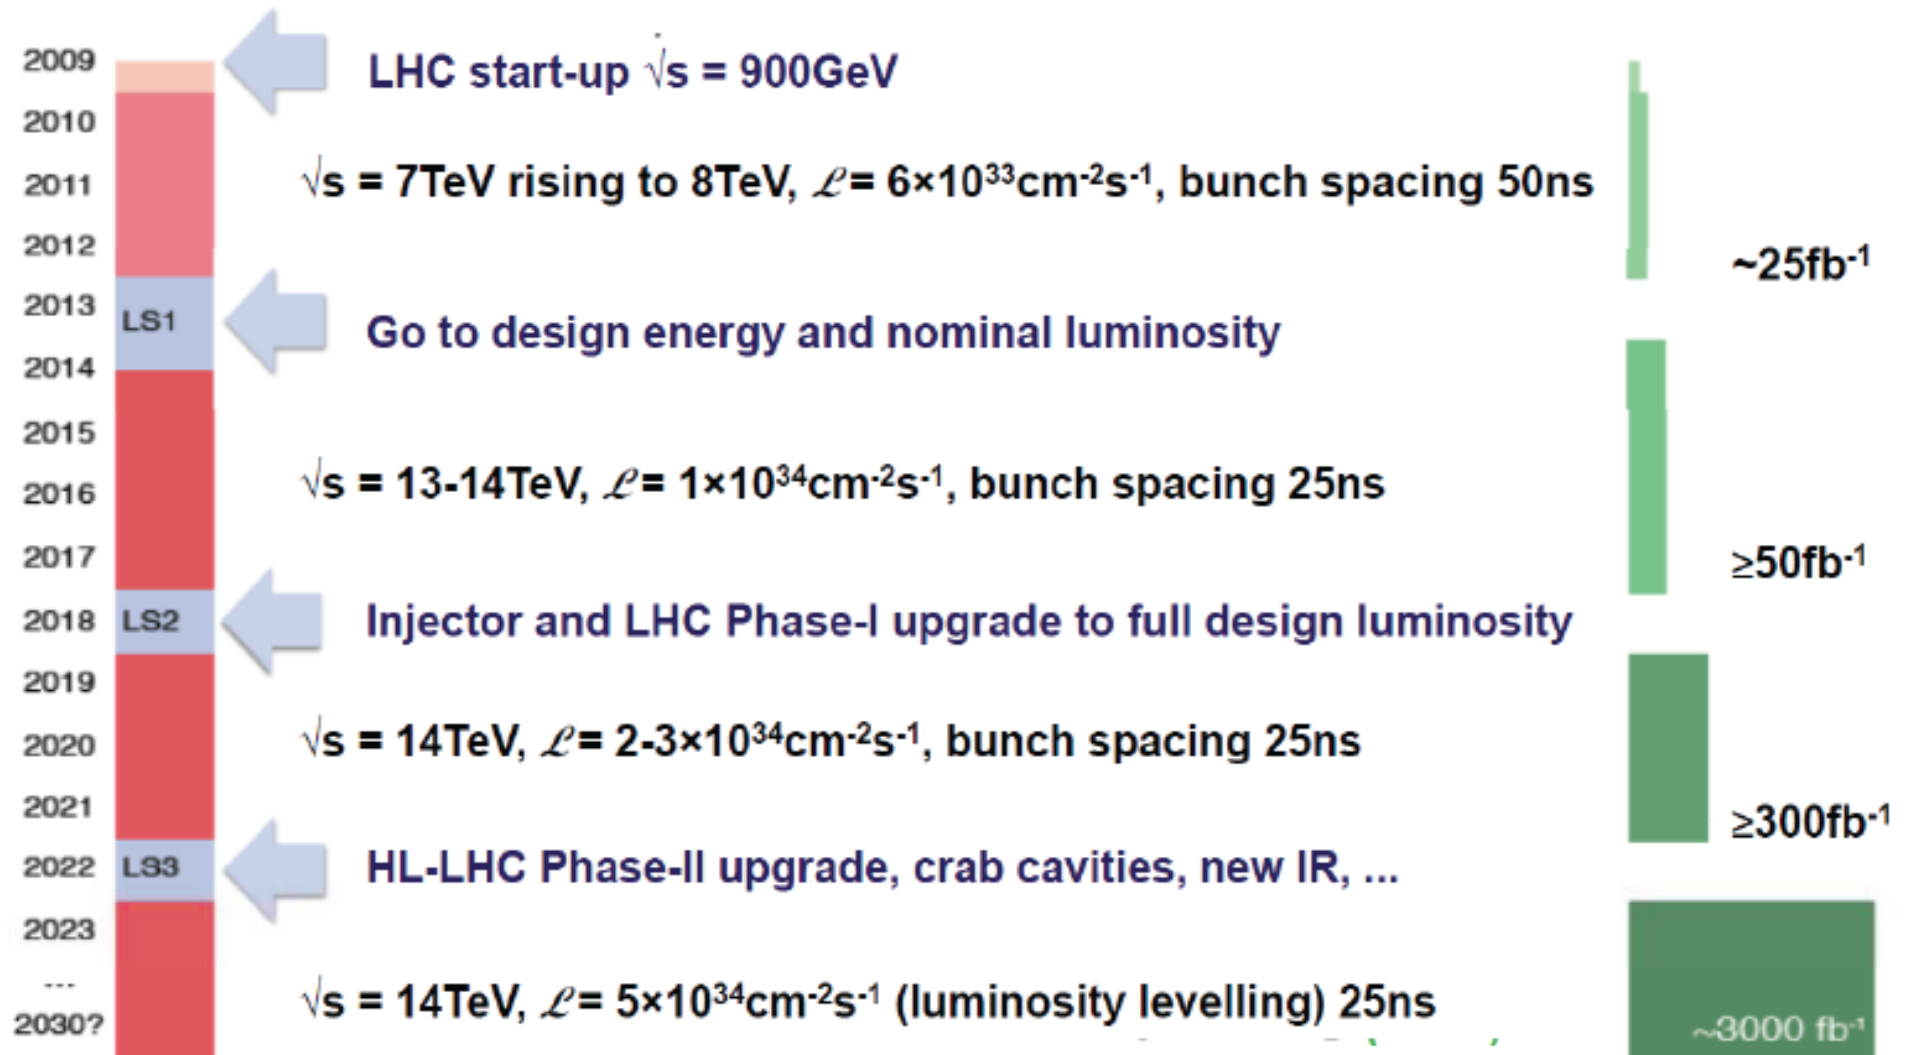 2009
LHC start-up √s = 900GeV
2010
2011
√s = 7TeV rising to 8TeV, ℒ= 6×10³³cm⁻²s⁻¹, bunch spacing 50ns
2012
~25fb⁻¹
2013
LS1
Go to design energy and nominal luminosity
2014
2015
2016
√s = 13-14TeV, ℒ= 1×10³⁴cm⁻²s⁻¹, bunch spacing 25ns
2017
≥50fb⁻¹
2018
LS2
Injector and LHC Phase-I upgrade to full design luminosity
2019
2020
√s = 14TeV, ℒ= 2-3×10³⁴cm⁻²s⁻¹, bunch spacing 25ns
2021
≥300fb⁻¹
2022
LS3
HL-LHC Phase-II upgrade, crab cavities, new IR, ...
2023
...
√s = 14TeV, ℒ= 5×10³⁴cm⁻²s⁻¹ (luminosity levelling) 25ns
2030?
~3000 fb⁻¹